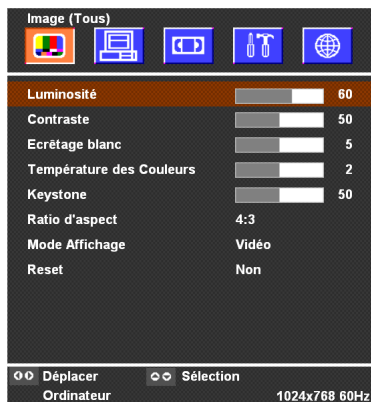 Image (Tous)
Luminosité 60
Contraste 50
Ecrêtage blanc 5
Température des Couleurs 2
Keystone 50
Ratio d'aspect 4:3
Mode Affichage Vidéo
Reset Non
Déplacer Sélection
Ordinateur 1024x768 60Hz